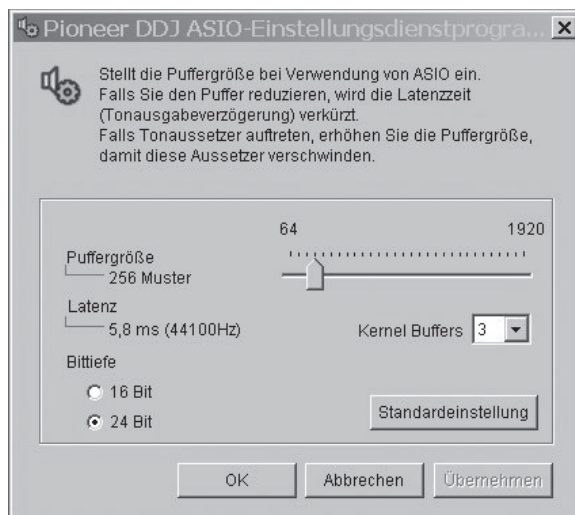 Pioneer DDJ ASIO-Einstellungsdienstprogra...
Stellt die Puffergröße bei Verwendung von ASIO ein.
Falls Sie den Puffer reduzieren, wird die Latenzzeit
(Tonausgabeverzögerung) verkürzt.
Falls Tonaussetzer auftreten, erhöhen Sie die Puffergröße,
damit diese Aussetzer verschwinden.
64 1920
Puffergröße
256 Muster
Latenz
5,8 ms (44100Hz)
Kernel Buffers 3
Bittiefe
16 Bit
24 Bit
Standardeinstellung
OK Abbrechen Übernehmen